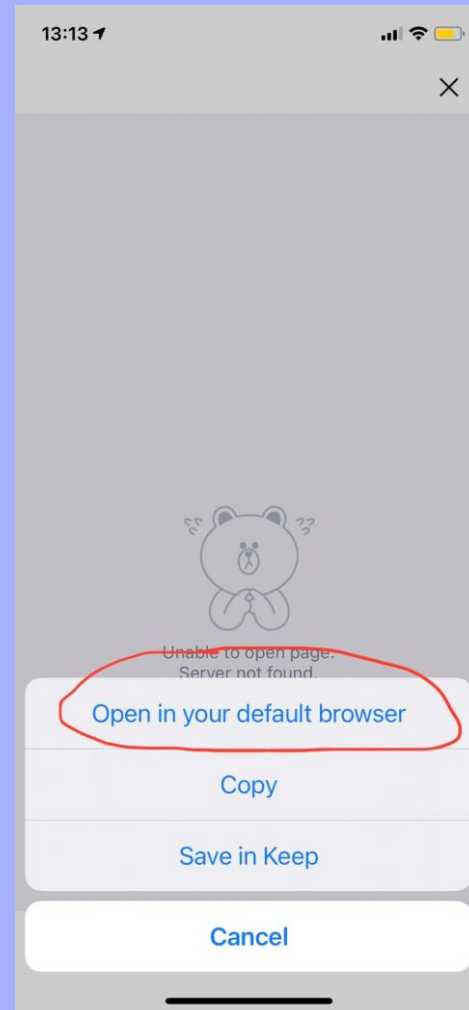 13:13
Unable to open page.
Server not found.
Open in your default browser
Copy
Save in Keep
Cancel